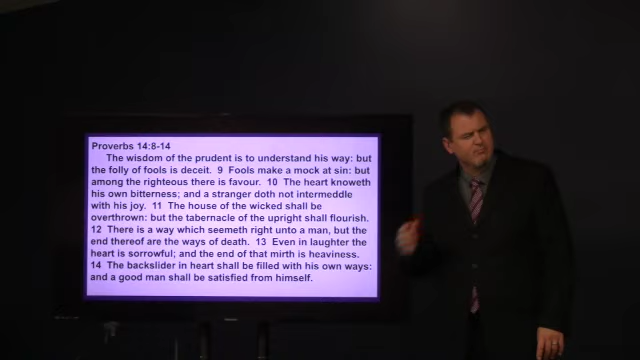 Proverbs 14:8-14
The wisdom of the prudent is to understand his way: but
the folly of fools is deceit.  9  Fools make a mock at sin: but
among the righteous there is favour.  10  The heart knoweth
his own bitterness; and a stranger doth not intermeddle
with his joy.  11  The house of the wicked shall be
overthrown: but the tabernacle of the upright shall flourish.
12  There is a way which seemeth right unto a man, but the
end thereof are the ways of death.  13  Even in laughter the
heart is sorrowful; and the end of that mirth is heaviness.
14  The backslider in heart shall be filled with his own ways:
and a good man shall be satisfied from himself.